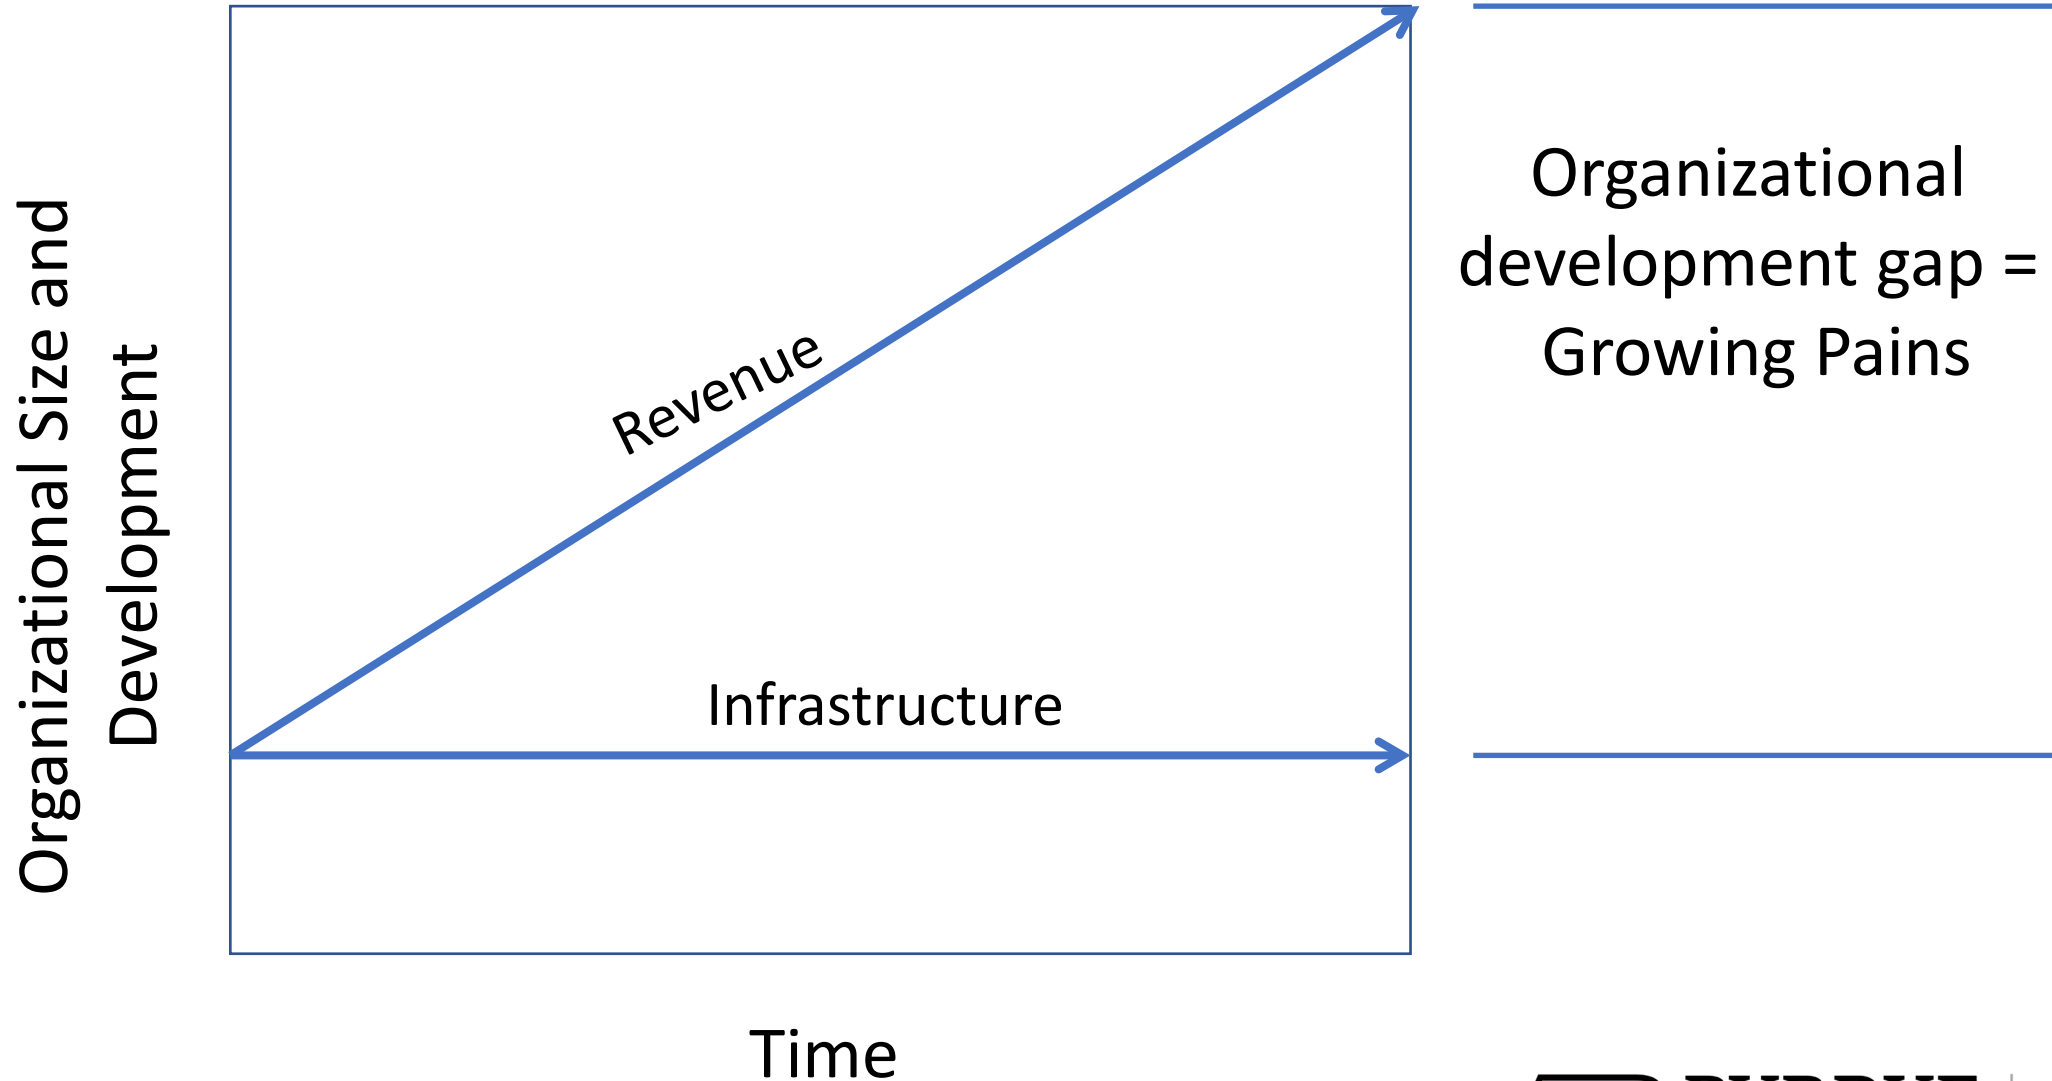 Organizational Size and
Development
Revenue
Infrastructure
Organizational
development gap =
Growing Pains
Time